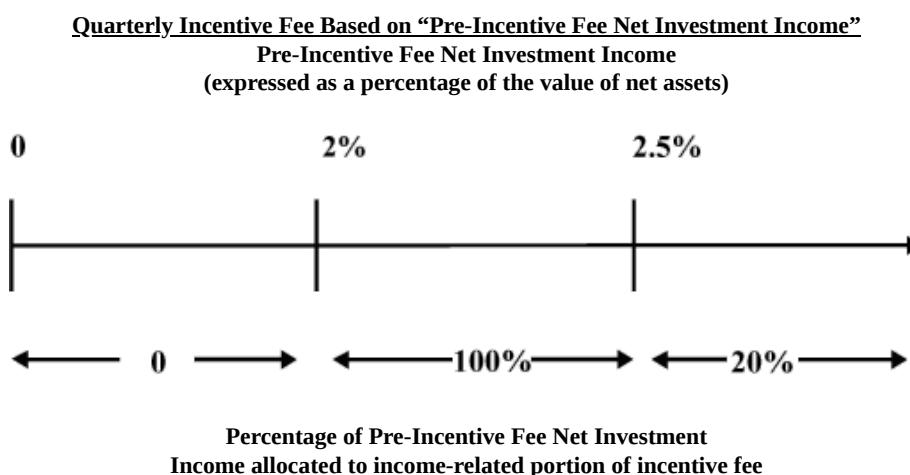 Quarterly Incentive Fee Based on “Pre-Incentive Fee Net Investment Income”
Pre-Incentive Fee Net Investment Income
(expressed as a percentage of the value of net assets)
0 2% 2.5%
0 100% 20%
Percentage of Pre-Incentive Fee Net Investment
Income allocated to income-related portion of incentive fee